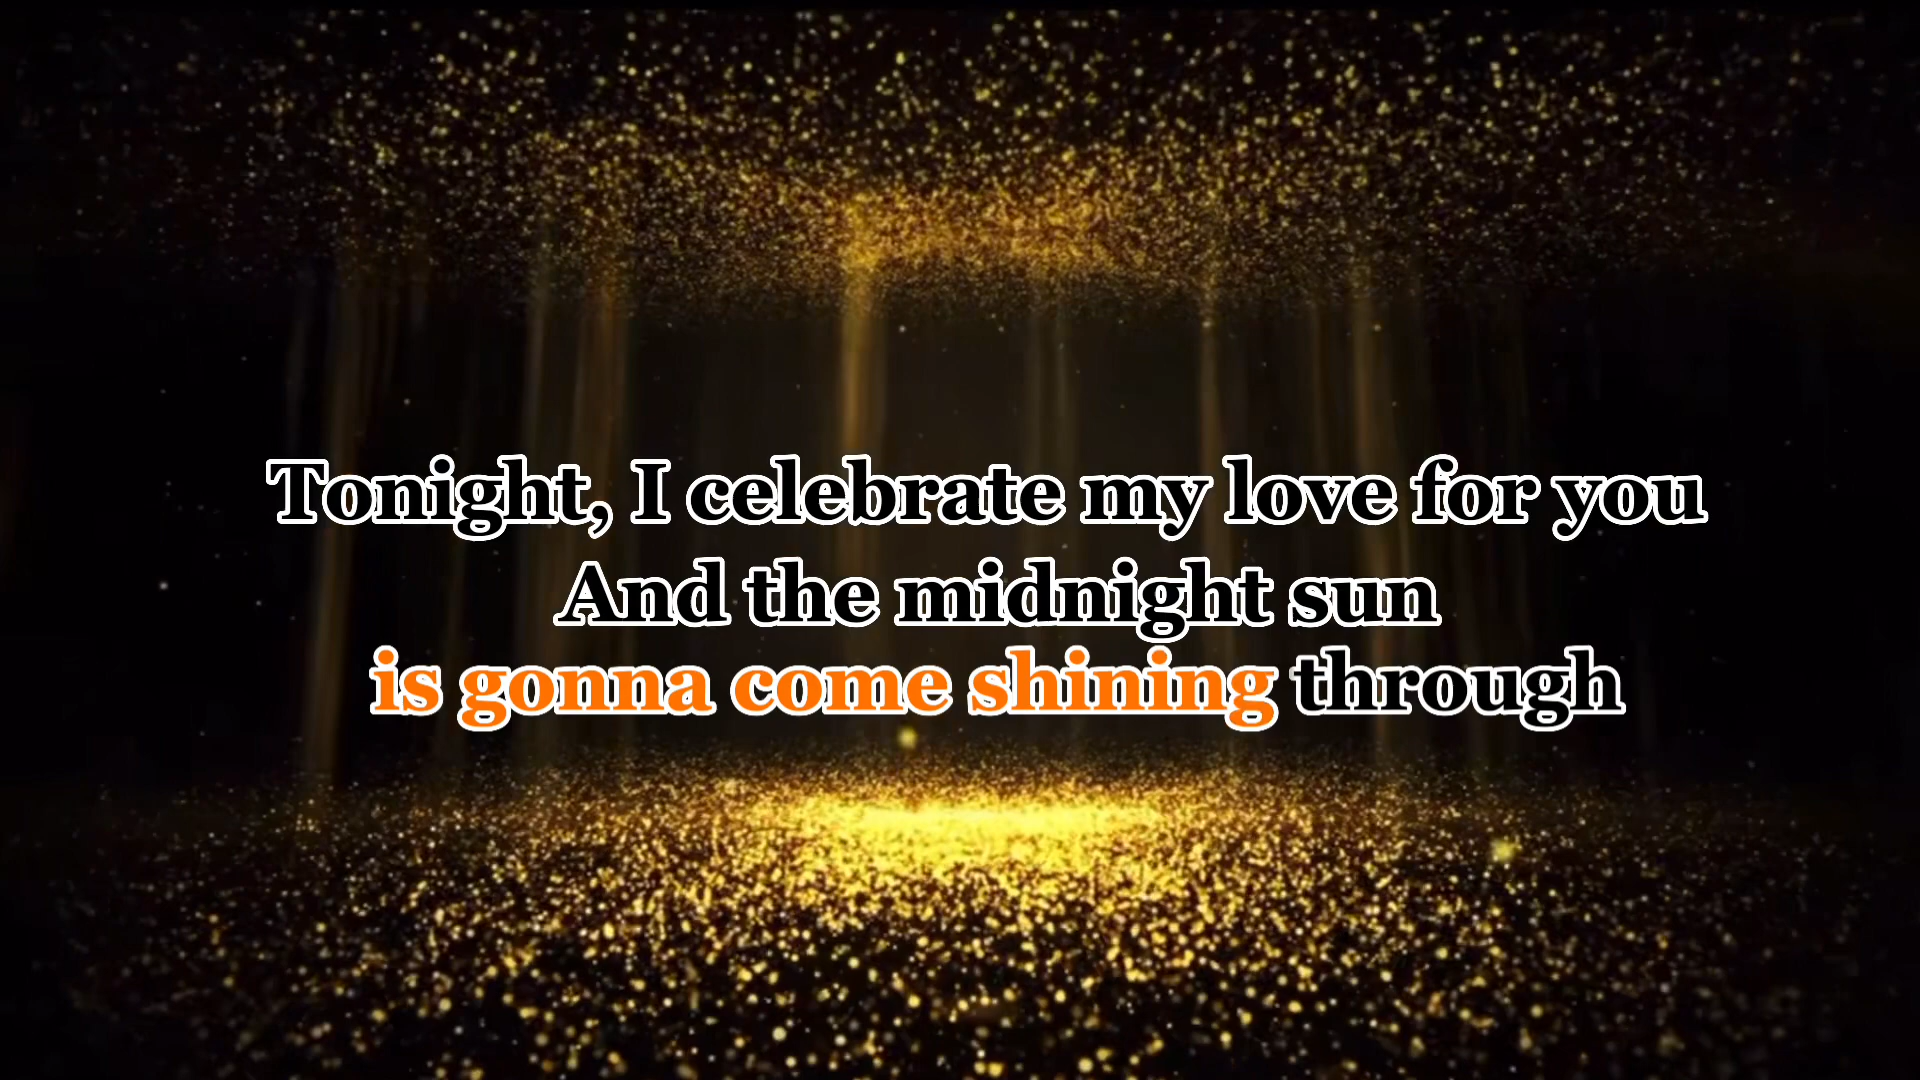 Tonight, I celebrate my love for you
And the midnight sun
is gonna come shining through